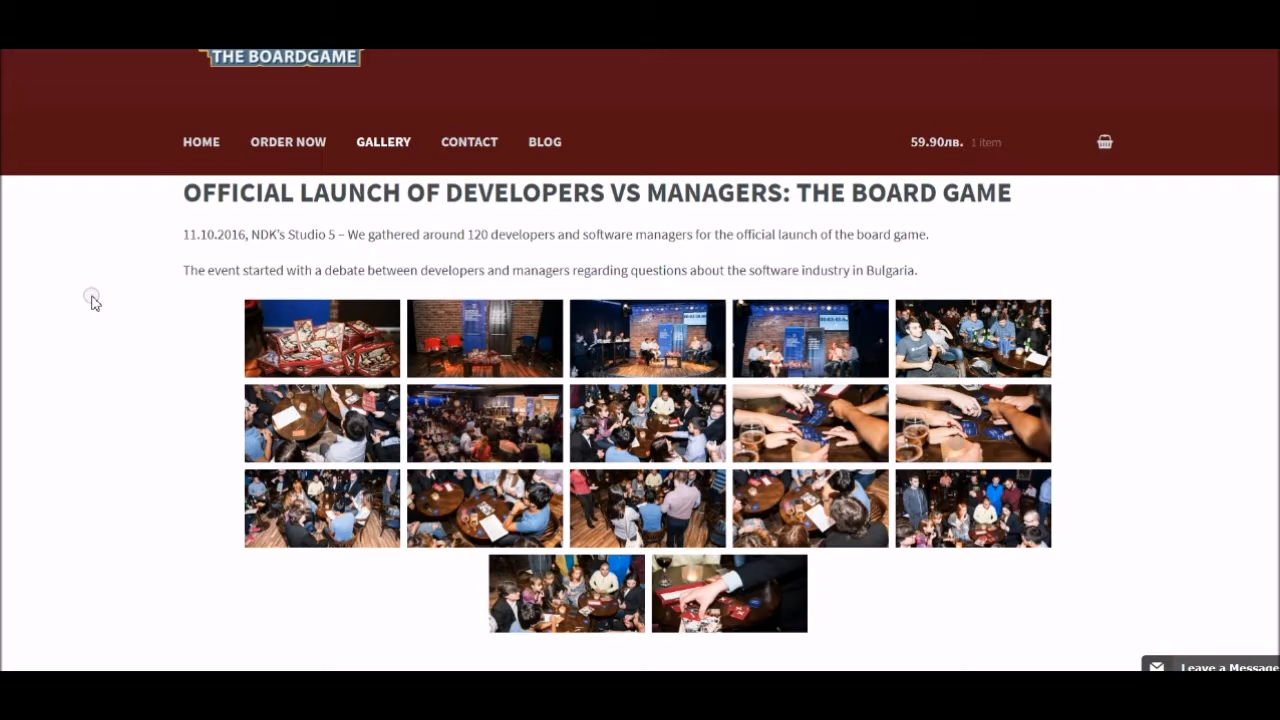 THE BOARDGAME
HOME ORDER NOW GALLERY CONTACT BLOG 59.90лв. 1 item
OFFICIAL LAUNCH OF DEVELOPERS VS MANAGERS: THE BOARD GAME
11.10.2016, NDK's Studio 5 – We gathered around 120 developers and software managers for the official launch of the board game.
The event started with a debate between developers and managers regarding questions about the software industry in Bulgaria.
Leave a Message